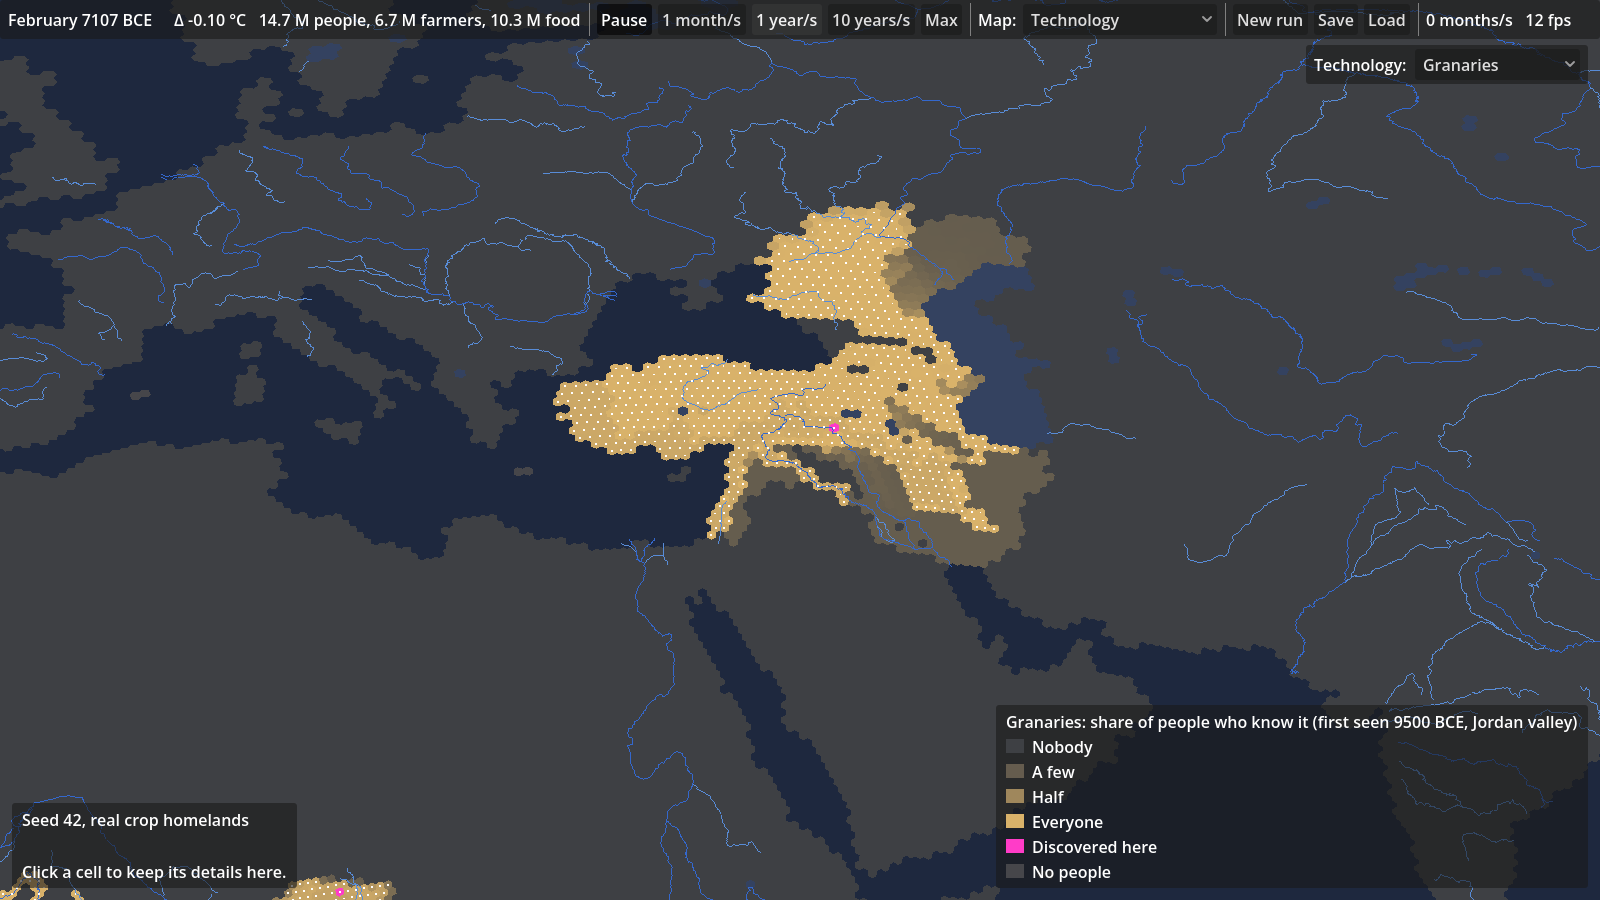 February 7107 BCE Δ -0.10 °C 14.7 M people, 6.7 M farmers, 10.3 M food Pause 1 month/s 1 year/s 10 years/s Max Map: Technology New run Save Load 0 months/s 12 fps
Technology: Granaries
Granaries: share of people who know it (first seen 9500 BCE, Jordan valley)
Nobody
A few
Half
Everyone
Discovered here
No people
Seed 42, real crop homelands
Click a cell to keep its details here.